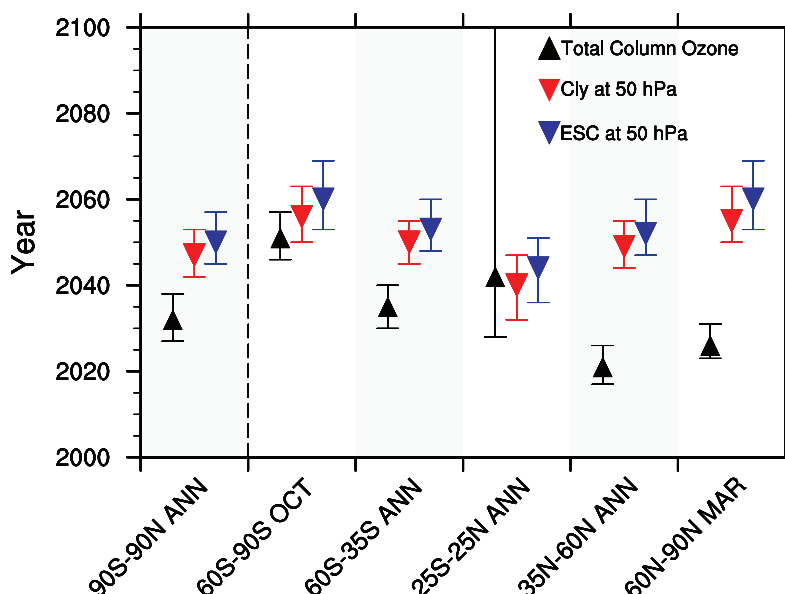 2100
2080
2060
2040
2020
2000
Year
Total Column Ozone
Cly at 50 hPa
ESC at 50 hPa
90S-90N ANN
60S-90S OCT
60S-35S ANN
25S-25N ANN
35N-60N ANN
60N-90N MAR